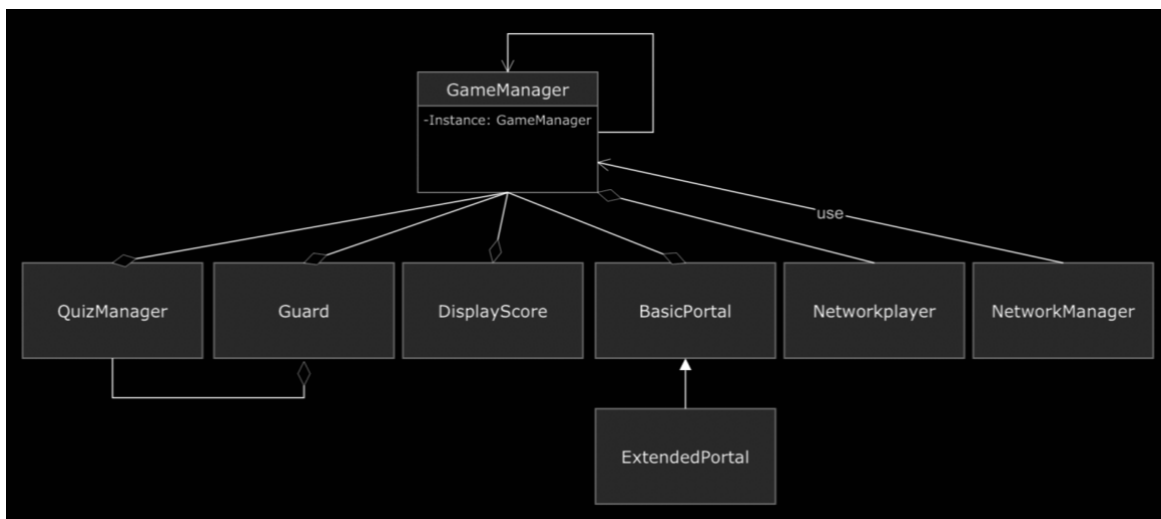 GameManager
-Instance: GameManager
use
QuizManager
Guard
DisplayScore
BasicPortal
Networkplayer
NetworkManager
ExtendedPortal